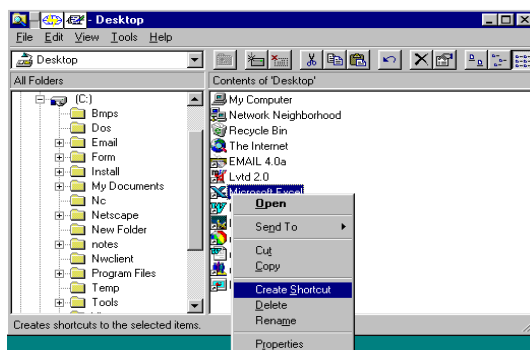 - Desktop
File Edit View Tools Help
Desktop
All Folders
Contents of 'Desktop'
(C:)
Bmps
Dos
Email
Form
Install
My Documents
Nc
Netscape
New Folder
notes
Nwclient
Program Files
Temp
Tools
My Computer
Network Neighborhood
Recycle Bin
The Internet
EMAIL 4.0a
Lvtd 2.0
Microsoft Excel
Open
Send To
Cut
Copy
Create Shortcut
Delete
Rename
Properties
Creates shortcuts to the selected items.